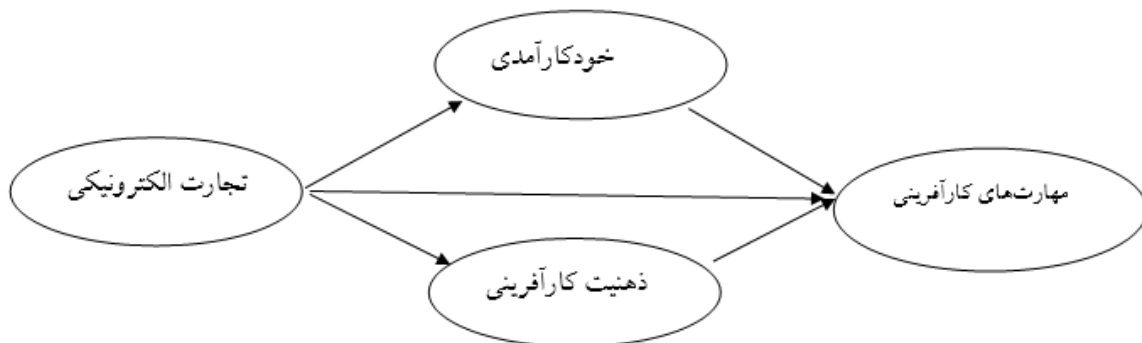 خودکارآمدی
تجارت الکترونیکی
مهارت‌های کارآفرینی
ذهنیت کارآفرینی